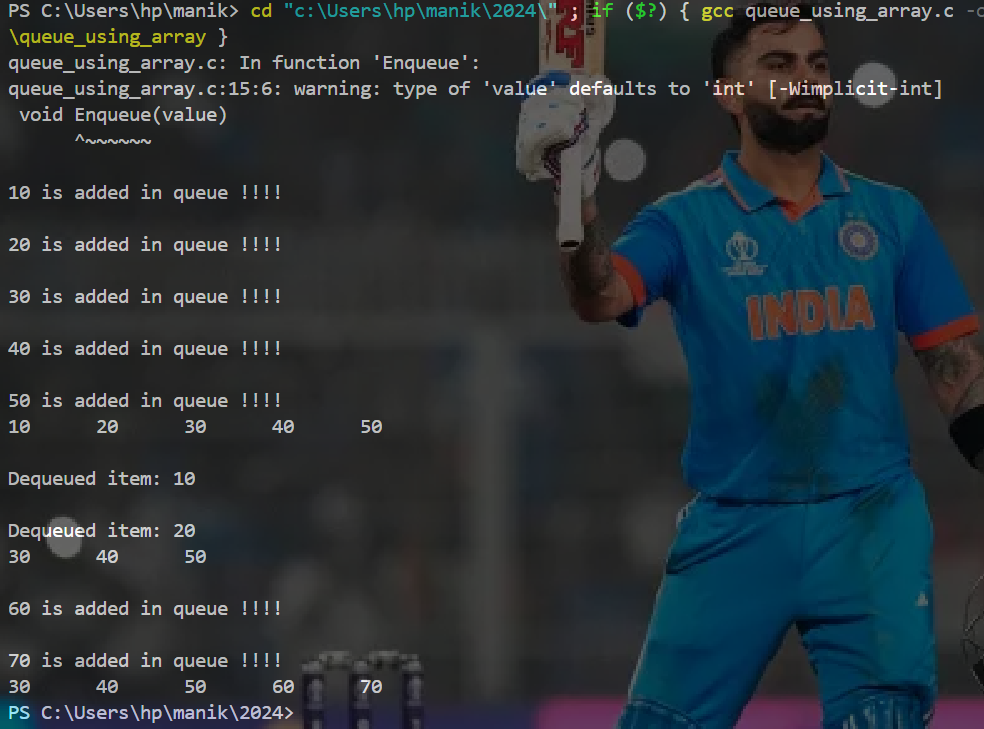 PS C:\Users\hp\manik> cd "c:\Users\hp\manik\2024\" ; if ($?) { gcc queue_using_array.c -o
\queue_using_array }
queue_using_array.c: In function 'Enqueue':
queue_using_array.c:15:6: warning: type of 'value' defaults to 'int' [-Wimplicit-int]
 void Enqueue(value)
      ^~~~~~~
10 is added in queue !!!!
20 is added in queue !!!!
30 is added in queue !!!!
40 is added in queue !!!!
50 is added in queue !!!!
10      20      30      40      50
Dequeued item: 10
Dequeued item: 20
30      40      50
60 is added in queue !!!!
70 is added in queue !!!!
30      40      50      60      70
PS C:\Users\hp\manik\2024>
INDIA